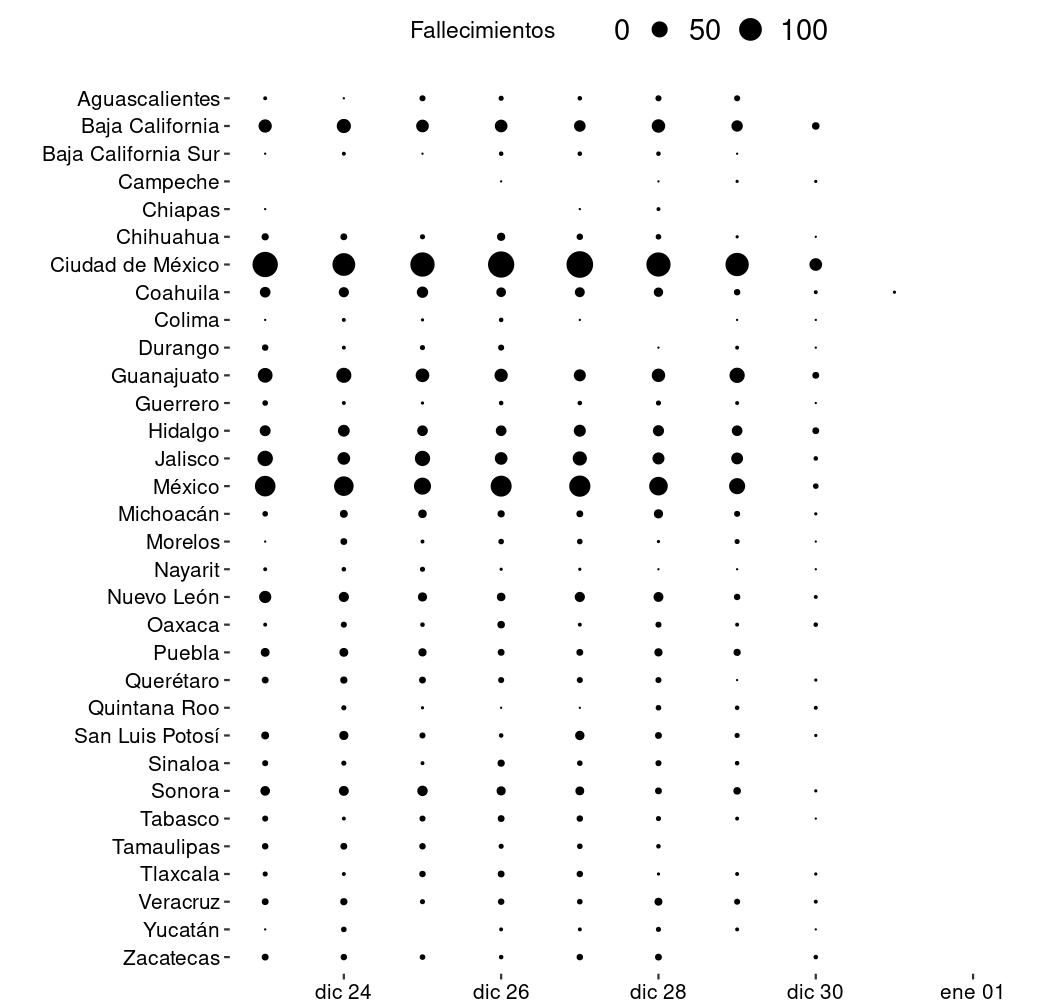 Fallecimientos 0 50 100
Aguascalientes
Baja California
Baja California Sur
Campeche
Chiapas
Chihuahua
Ciudad de México
Coahuila
Colima
Durango
Guanajuato
Guerrero
Hidalgo
Jalisco
México
Michoacán
Morelos
Nayarit
Nuevo León
Oaxaca
Puebla
Querétaro
Quintana Roo
San Luis Potosí
Sinaloa
Sonora
Tabasco
Tamaulipas
Tlaxcala
Veracruz
Yucatán
Zacatecas
dic 24 dic 26 dic 28 dic 30 ene 01